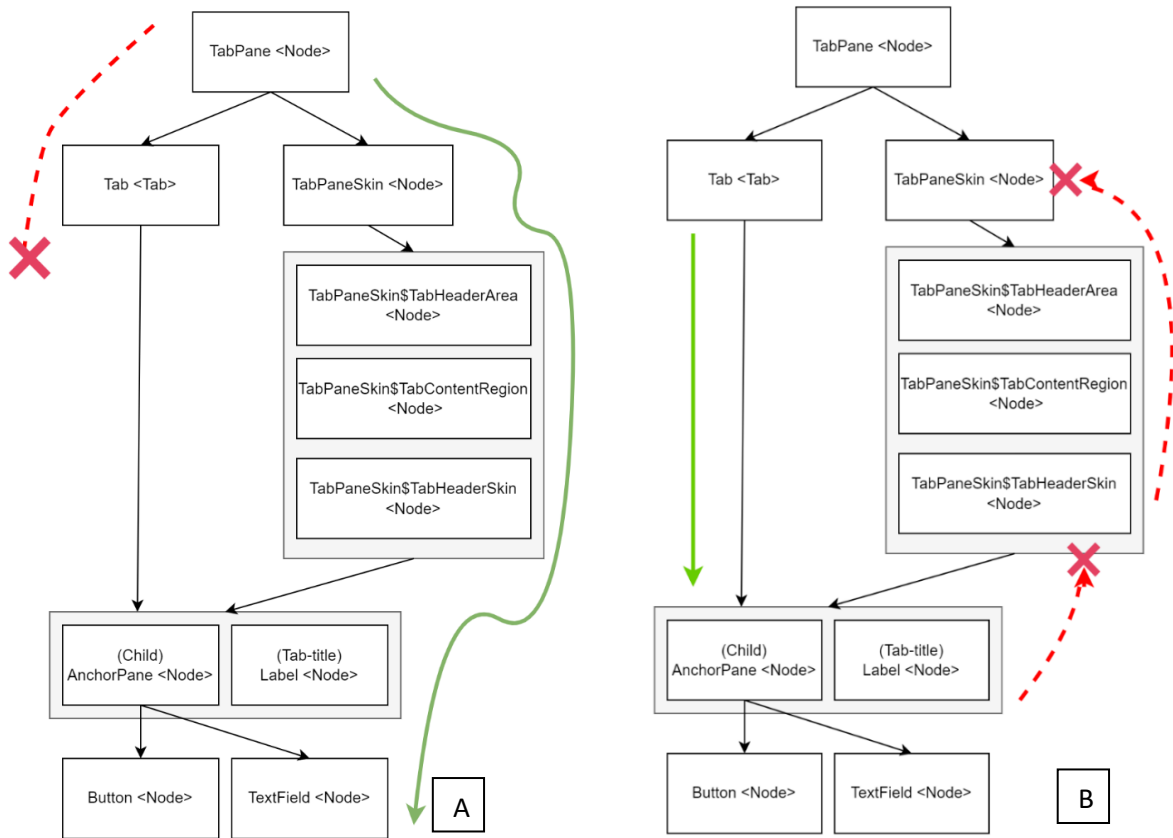 TabPane <Node>
Tab <Tab>
TabPaneSkin <Node>
TabPaneSkin$TabHeaderArea
<Node>
TabPaneSkin$TabContentRegion
<Node>
TabPaneSkin$TabHeaderSkin
<Node>
(Child)
AnchorPane <Node>
(Tab-title)
Label <Node>
Button <Node>
TextField <Node>
A
TabPane <Node>
Tab <Tab>
TabPaneSkin <Node>
TabPaneSkin$TabHeaderArea
<Node>
TabPaneSkin$TabContentRegion
<Node>
TabPaneSkin$TabHeaderSkin
<Node>
(Child)
AnchorPane <Node>
(Tab-title)
Label <Node>
Button <Node>
TextField <Node>
B